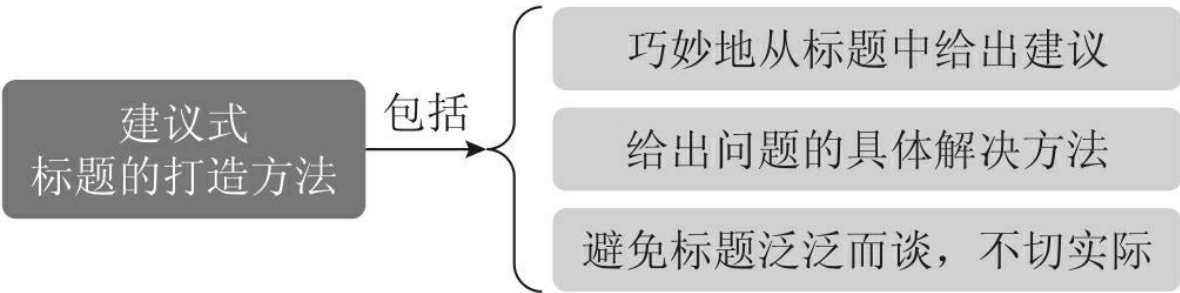 建议式
标题的打造方法
包括
巧妙地从标题中给出建议
给出问题的具体解决方法
避免标题泛泛而谈，不切实际